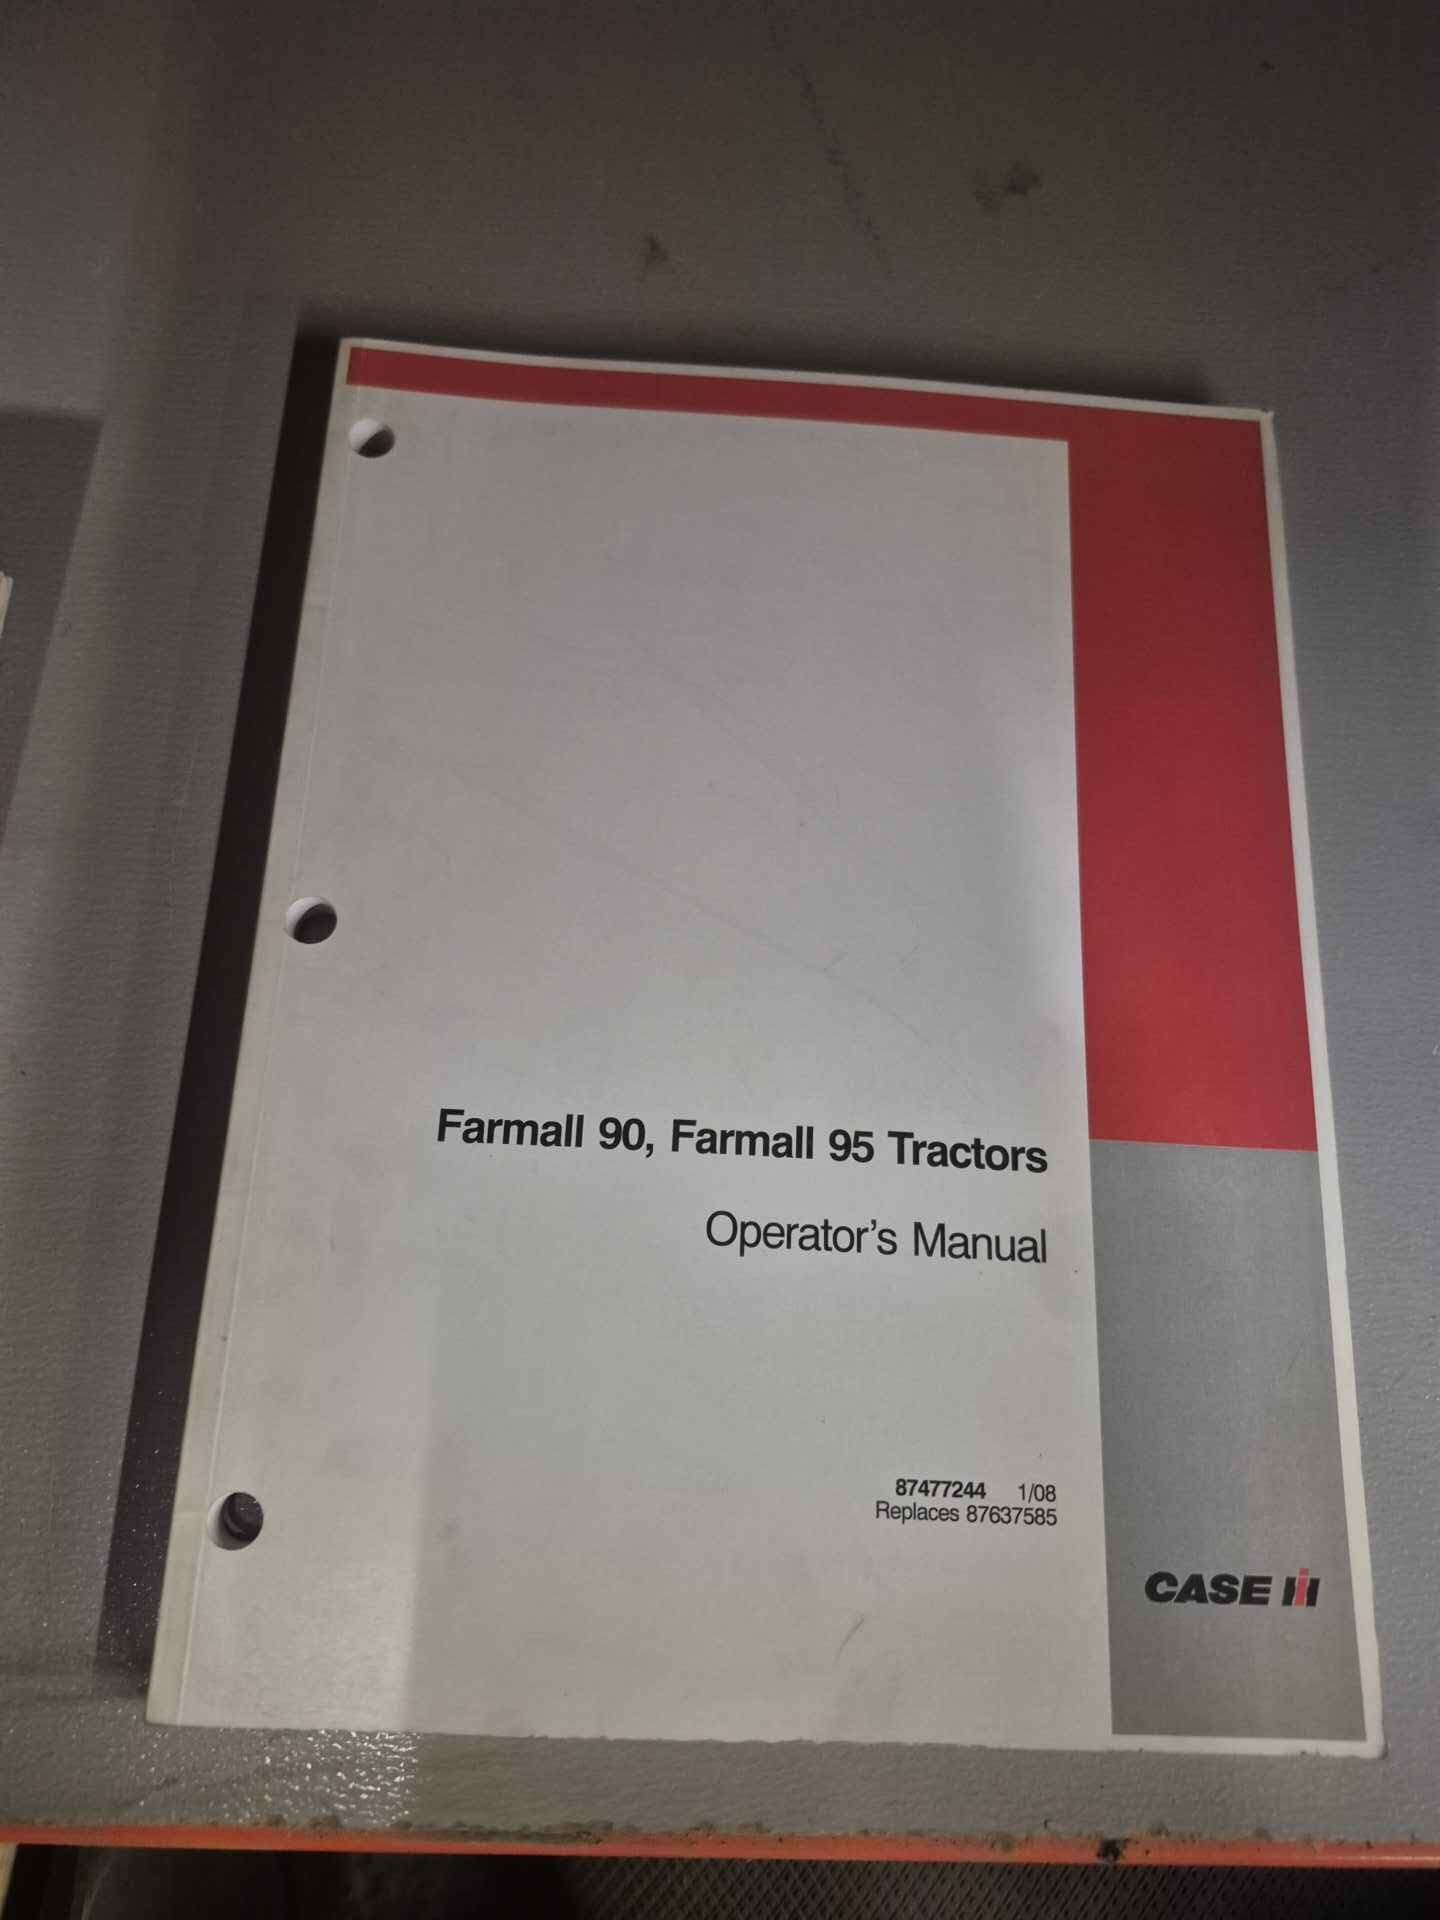 Farmall 90, Farmall 95 Tractors
Operator's Manual
87477244 1/08
Replaces 87637585
CASE IH